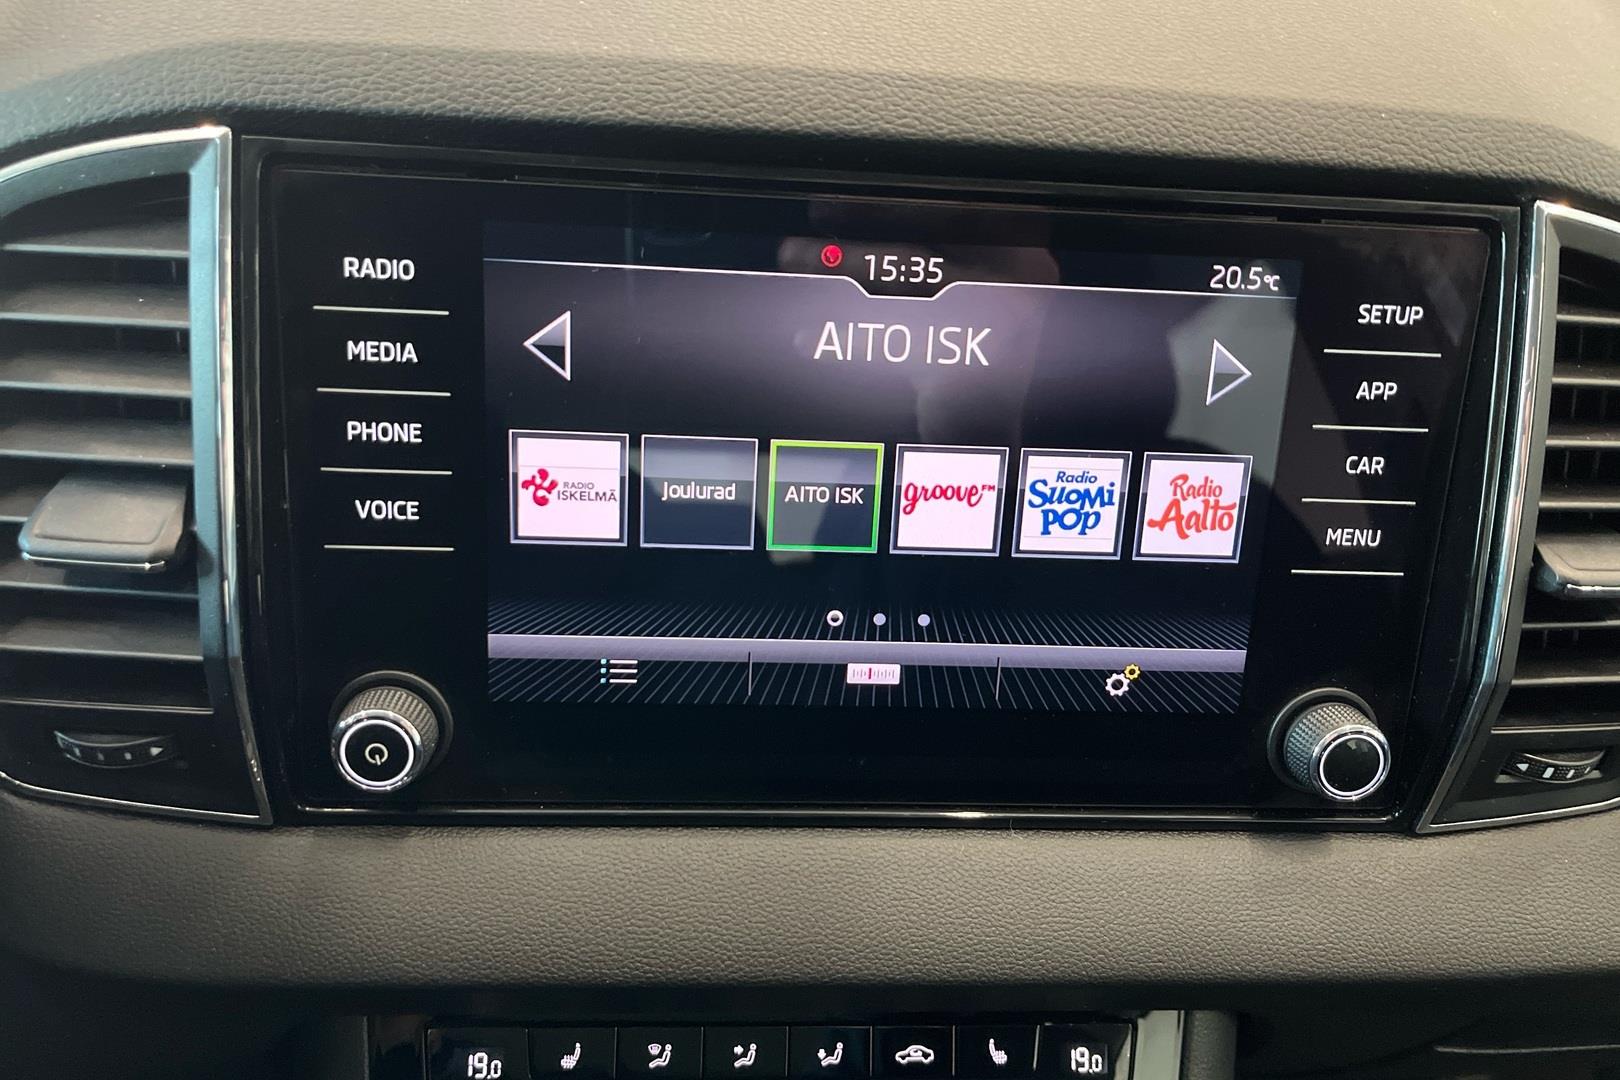 RADIO
MEDIA
PHONE
VOICE
15:35
20.5°C
AITO ISK
RADIO
ISKELMÄ
Joulurad
AITO ISK
groove FM
Radio
SUOMI
POP
Radio
Aalto
SETUP
APP
CAR
MENU
19.0
19.0